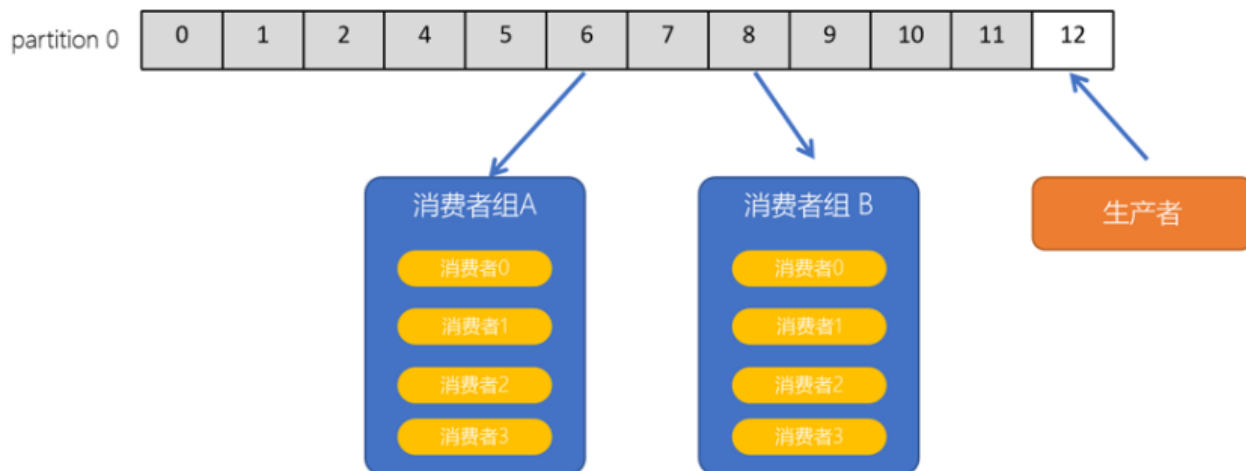 partition 0 0 1 2 4 5 6 7 8 9 10 11 12
消费者组A 消费者组 B 生产者
消费者0 消费者0
消费者1 消费者1
消费者2 消费者2
消费者3 消费者3